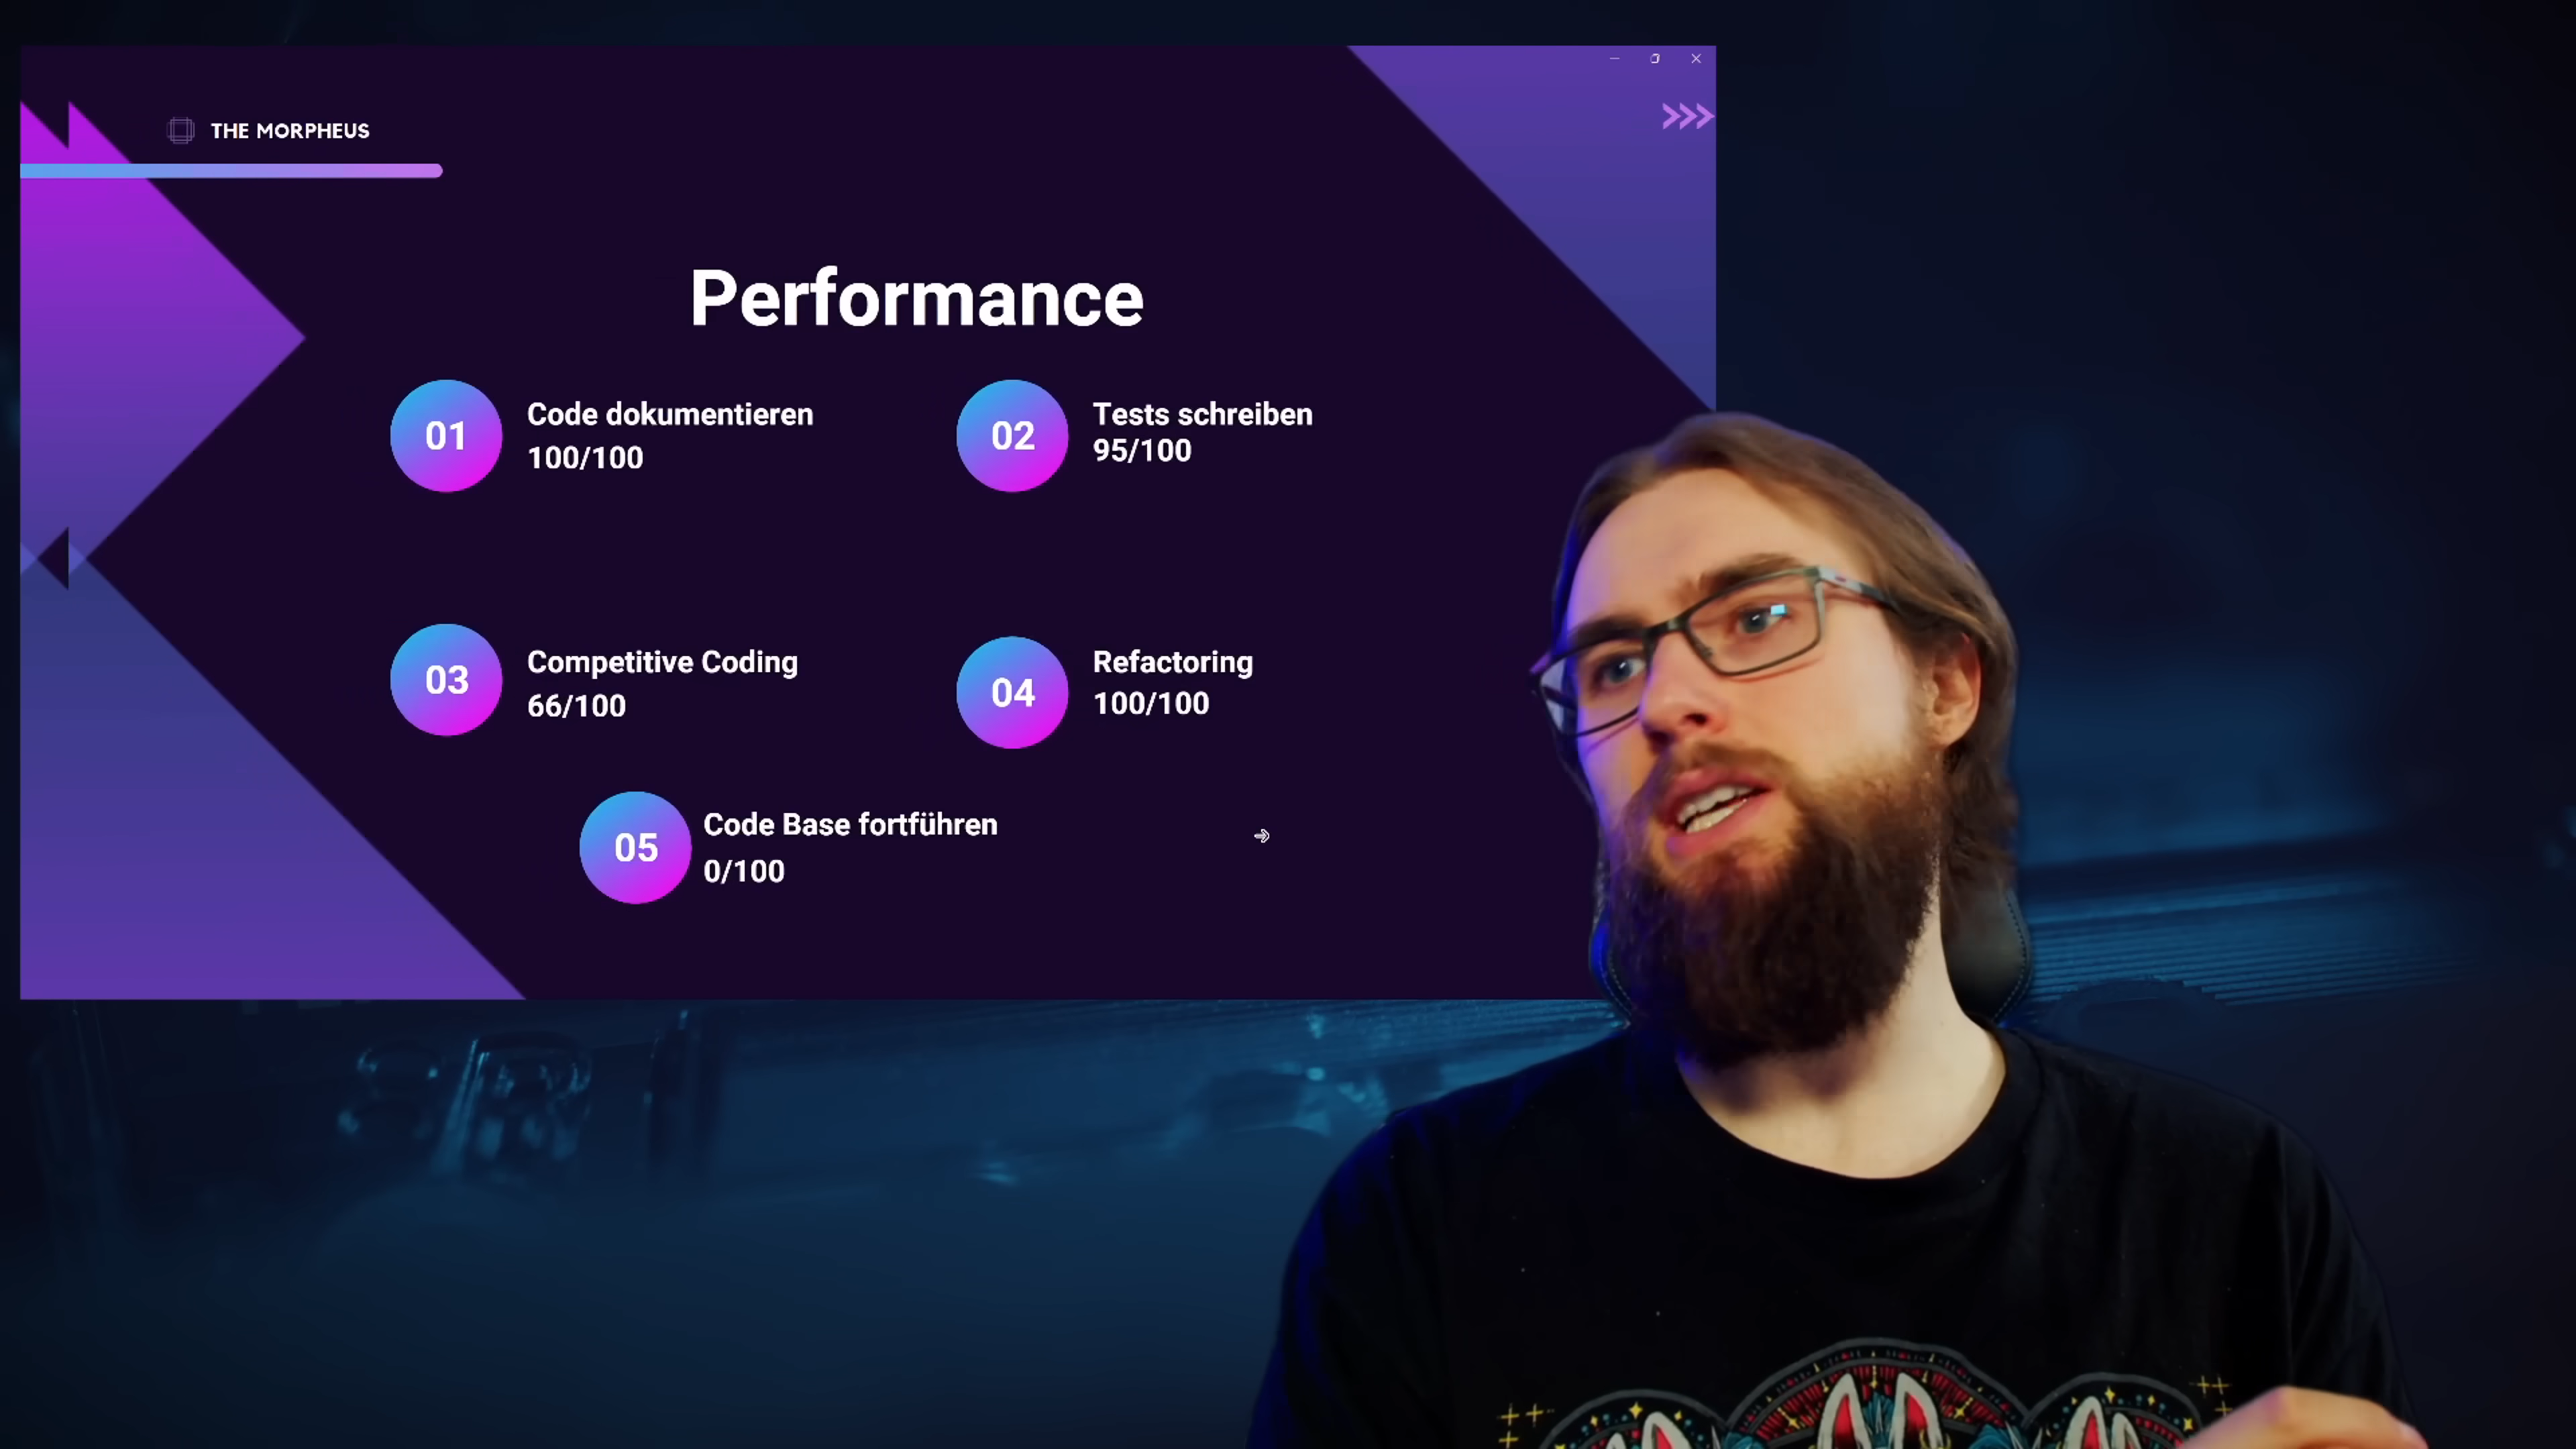 THE MORPHEUS
Performance
01
Code dokumentieren
100/100
02
Tests schreiben
95/100
03
Competitive Coding
66/100
04
Refactoring
100/100
05
Code Base fortführen
0/100